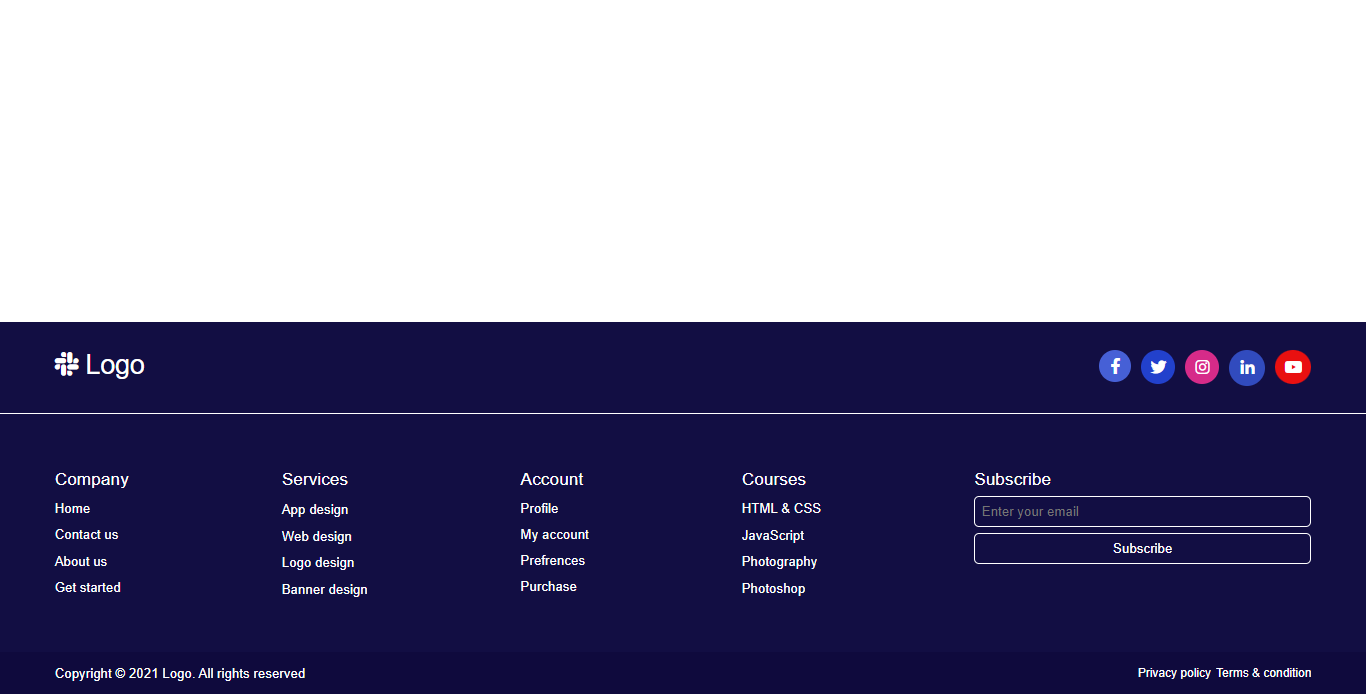 Logo
Company
Home
Contact us
About us
Get started
Services
App design
Web design
Logo design
Banner design
Account
Profile
My account
Prefrences
Purchase
Courses
HTML & CSS
JavaScript
Photography
Photoshop
Subscribe
Enter your email
Subscribe
Copyright © 2021 Logo. All rights reserved
Privacy policy Terms & condition